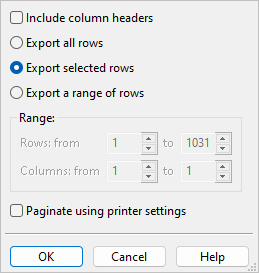 Include column headers
Export all rows
Export selected rows
Export a range of rows
Range:
Rows: from 1 to 1031
Columns: from 1 to 1
Paginate using printer settings
OK Cancel Help